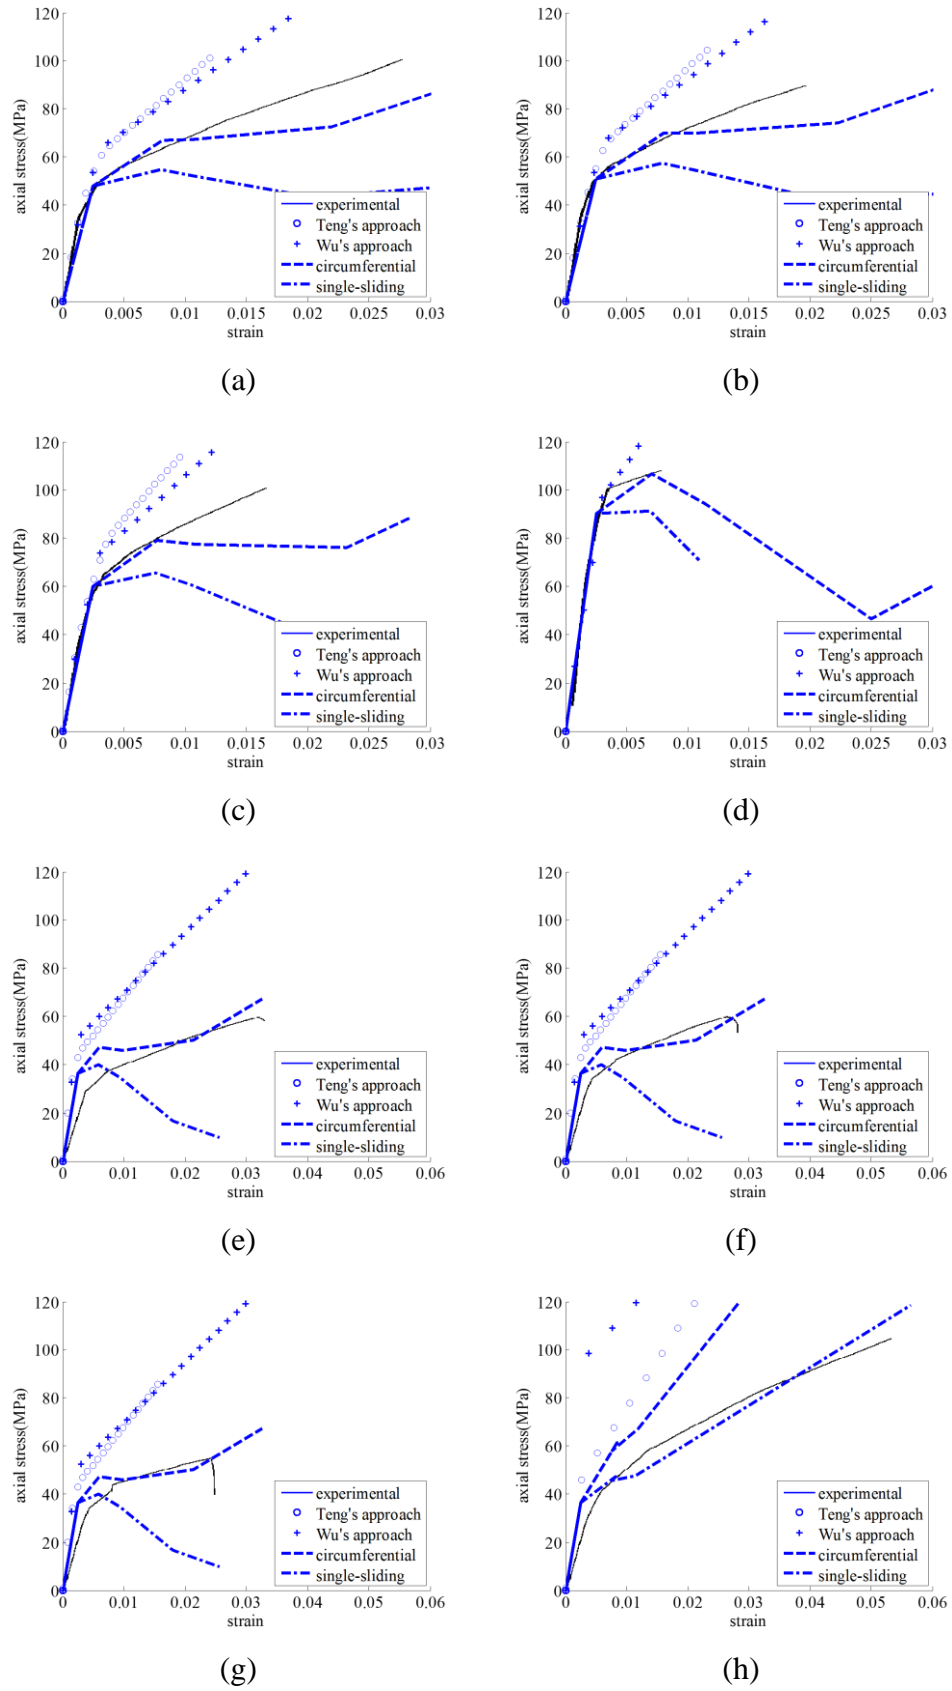 120
100
80
60
40
20
0
axial stress(MPa)
0 0.005 0.01 0.015 0.02 0.025 0.03
strain
experimental
Teng's approach
Wu's approach
circumferential
single-sliding
(a)
120
100
80
60
40
20
0
axial stress(MPa)
0 0.005 0.01 0.015 0.02 0.025 0.03
strain
experimental
Teng's approach
Wu's approach
circumferential
single-sliding
(b)
120
100
80
60
40
20
0
axial stress(MPa)
0 0.005 0.01 0.015 0.02 0.025 0.03
strain
experimental
Teng's approach
Wu's approach
circumferential
single-sliding
(c)
120
100
80
60
40
20
0
axial stress(MPa)
0 0.005 0.01 0.015 0.02 0.025 0.03
strain
experimental
Teng's approach
Wu's approach
circumferential
single-sliding
(d)
120
100
80
60
40
20
0
axial stress(MPa)
0 0.01 0.02 0.03 0.04 0.05 0.06
strain
experimental
Teng's approach
Wu's approach
circumferential
single-sliding
(e)
120
100
80
60
40
20
0
axial stress(MPa)
0 0.01 0.02 0.03 0.04 0.05 0.06
strain
experimental
Teng's approach
Wu's approach
circumferential
single-sliding
(f)
120
100
80
60
40
20
0
axial stress(MPa)
0 0.01 0.02 0.03 0.04 0.05 0.06
strain
experimental
Teng's approach
Wu's approach
circumferential
single-sliding
(g)
120
100
80
60
40
20
0
axial stress(MPa)
0 0.01 0.02 0.03 0.04 0.05 0.06
strain
experimental
Teng's approach
Wu's approach
circumferential
single-sliding
(h)